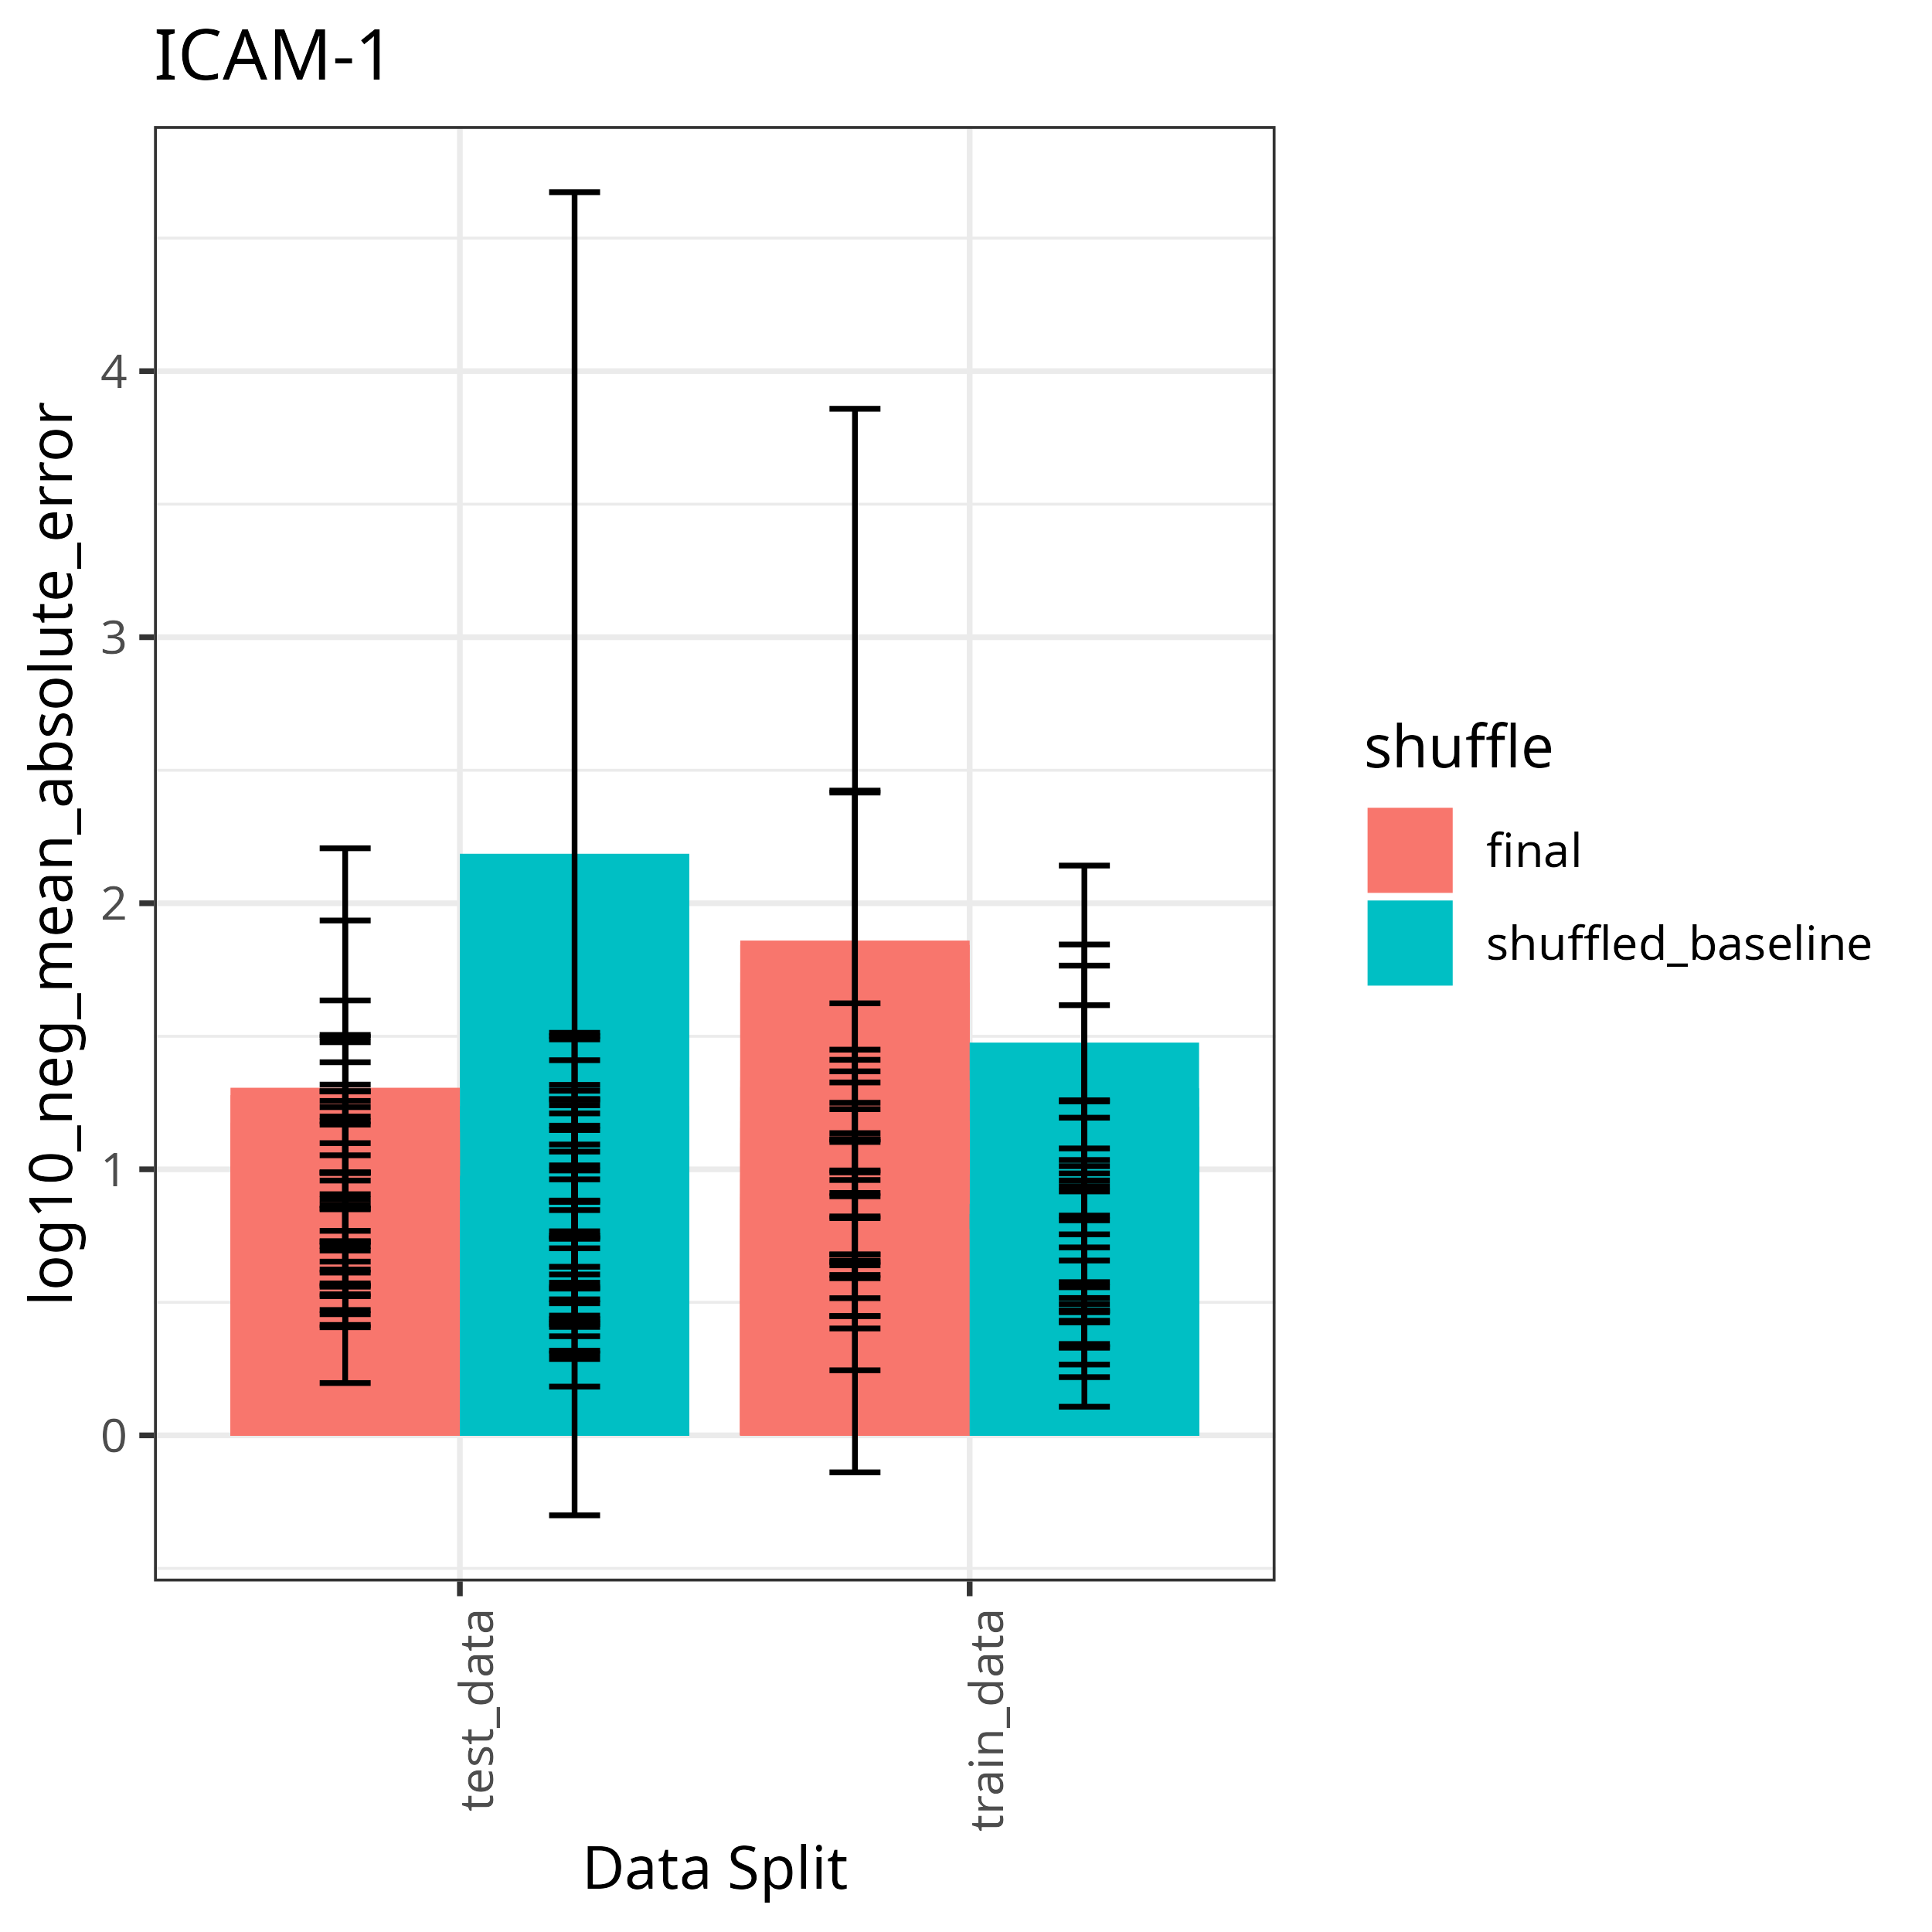 ICAM-1
log10_neg_mean_absolute_error
4
3
2
1
0
test_data
train_data
Data Split
shuffle
final
shuffled_baseline